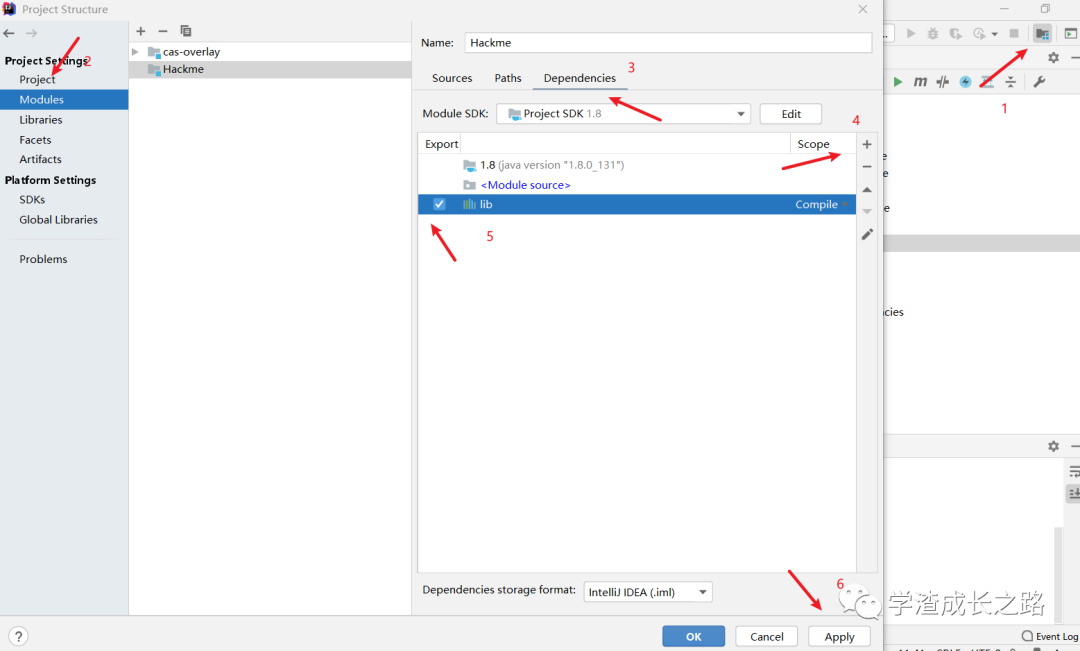 Project Structure
Project Settings
2
Project
Modules
Libraries
Facets
Artifacts
Platform Settings
SDKs
Global Libraries
Problems
cas-overlay
Hackme
Name: Hackme
Sources Paths Dependencies 3
Module SDK: Project SDK 1.8 Edit
4
Export Scope
1.8 (java version "1.8.0_131")
<Module source>
lib Compile
5
Dependencies storage format: IntelliJ IDEA (.iml)
6
OK Cancel Apply
?
m
1
e
e
e
cies
学渣成长之路
Event Log